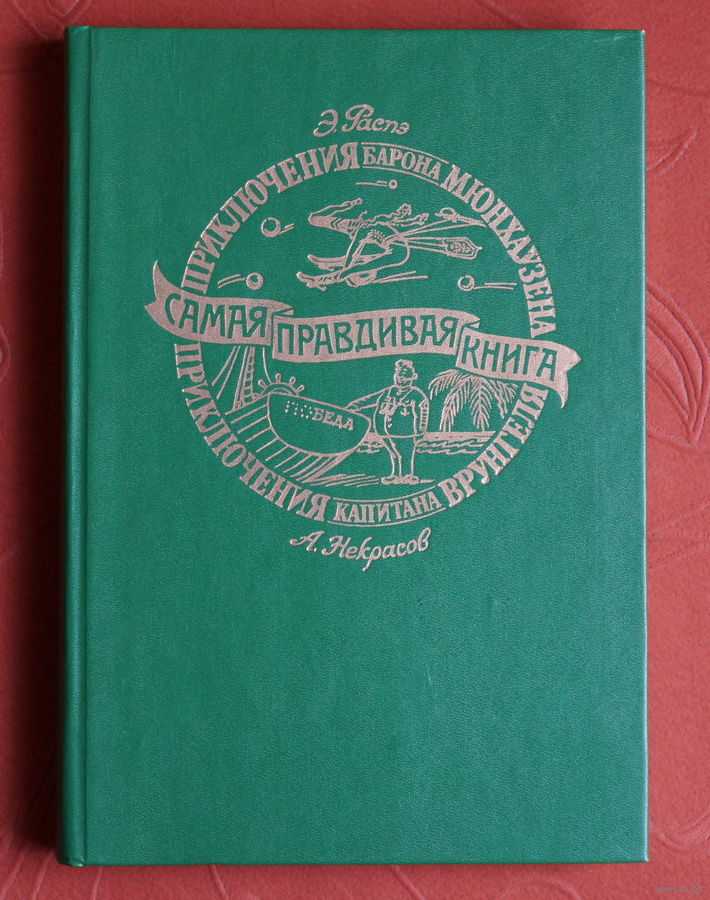 Э. Распэ
ПРИКЛЮЧЕНИЯ БАРОНА МЮНХАУЗЕНА
САМАЯ ПРАВДИВАЯ КНИГА
БЕДА
ПРИКЛЮЧЕНИЯ КАПИТАНА ВРУНГЕЛЯ
А. Некрасов